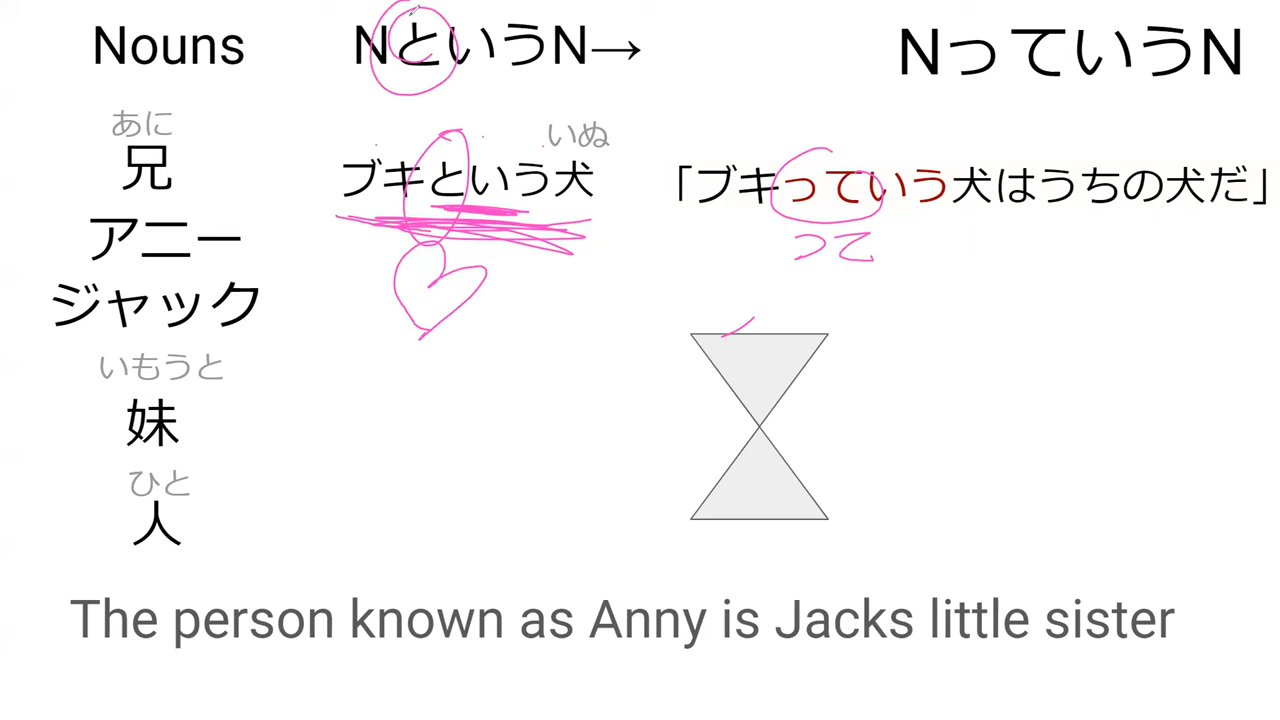 Nouns
NというN→
NっていうN
あに
兄
アニー
ジャック
いもうと
妹
ひと
人
いぬ
ブキという犬
「ブキっていう犬はうちの犬だ」
って
The person known as Anny is Jacks little sister